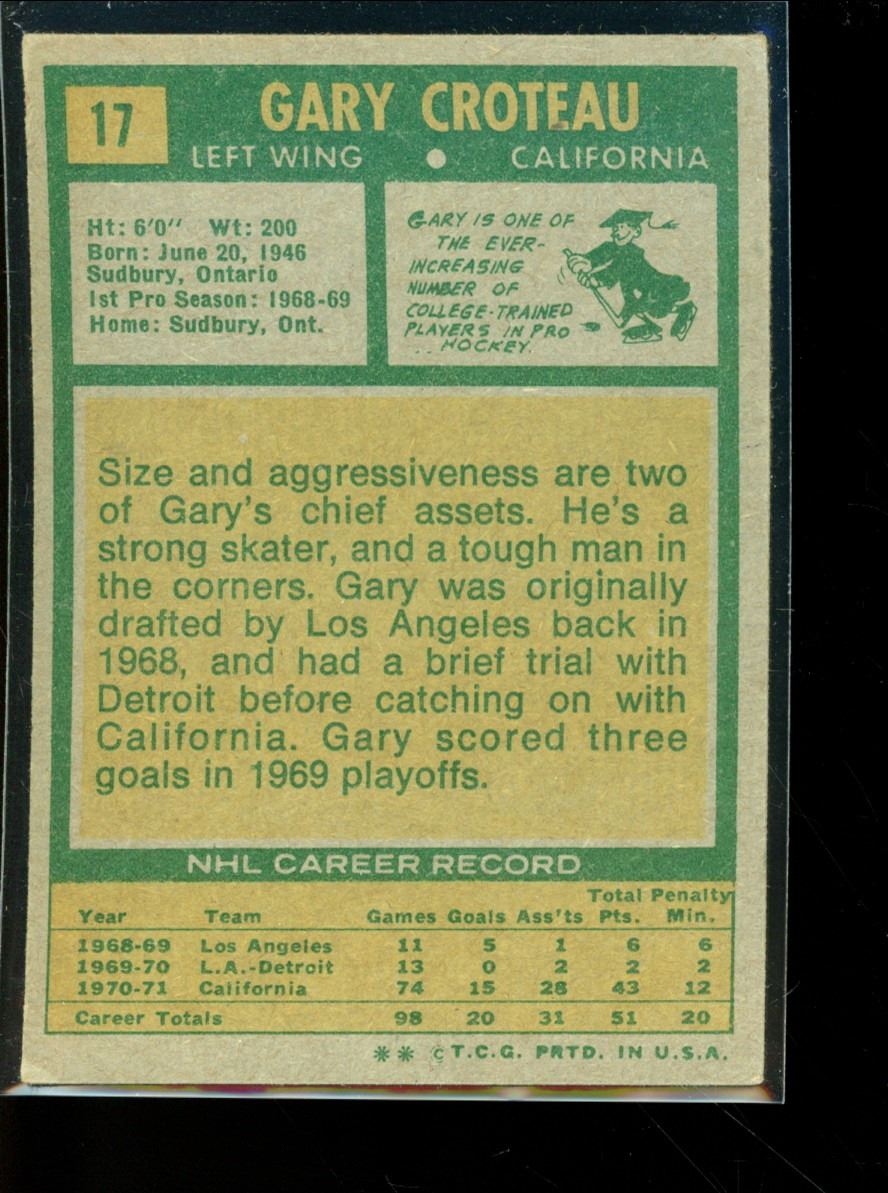 17
GARY CROTEAU
LEFT WING ● CALIFORNIA
Ht: 6'0" Wt: 200
Born: June 20, 1946
Sudbury, Ontario
1st Pro Season: 1968-69
Home: Sudbury, Ont.
GARY IS ONE OF
THE EVER-
INCREASING
NUMBER OF
COLLEGE-TRAINED
PLAYERS IN PRO
.. HOCKEY.
Size and aggressiveness are two
of Gary's chief assets. He's a
strong skater, and a tough man in
the corners. Gary was originally
drafted by Los Angeles back in
1968, and had a brief trial with
Detroit before catching on with
California. Gary scored three
goals in 1969 playoffs.
NHL CAREER RECORD
Total Penalty
Year Team Games Goals Ass'ts Pts. Min.
1968-69 Los Angeles 11 5 1 6 6
1969-70 L.A.-Detroit 13 0 2 2 2
1970-71 California 74 15 28 43 12
Career Totals 98 20 31 51 20
** © T.C.G. PRTD. IN U.S.A.